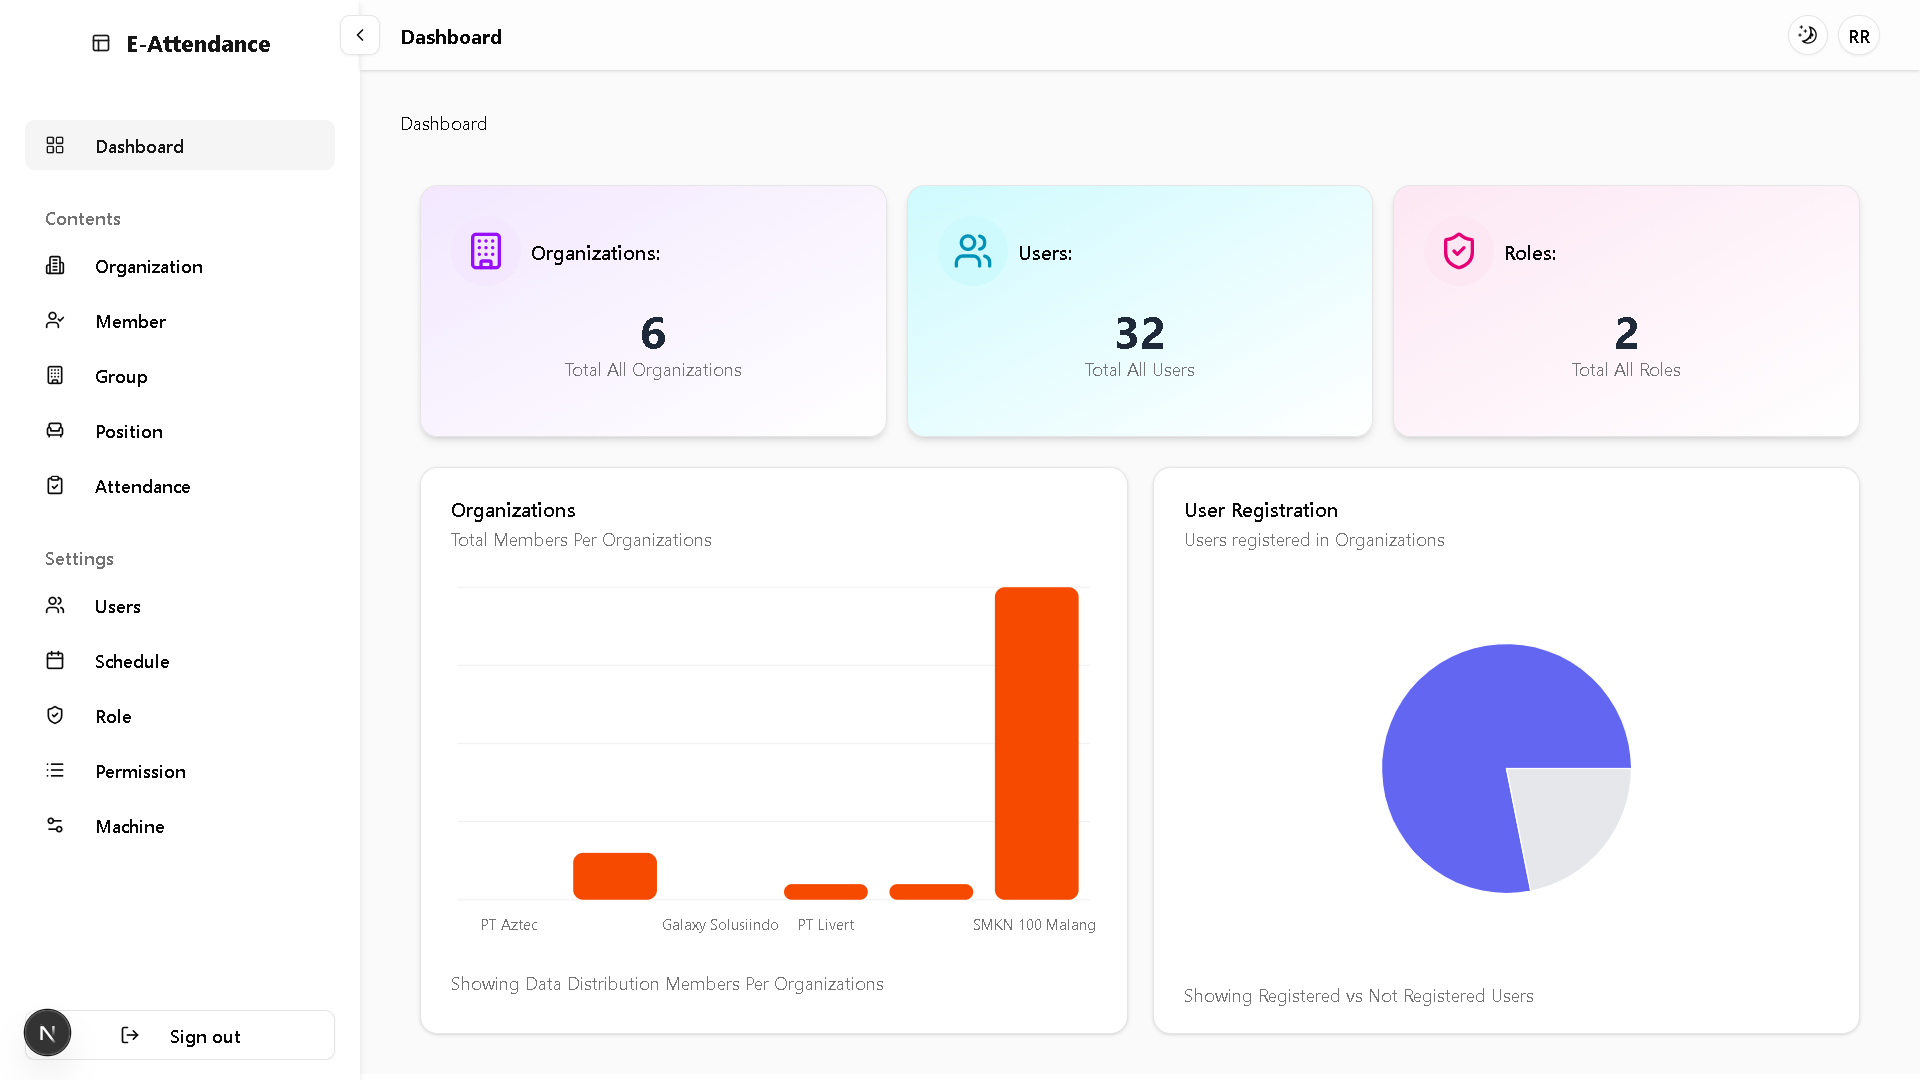 E-Attendance
Dashboard
RR
Dashboard
Contents
Organization
Member
Group
Position
Attendance
Settings
Users
Schedule
Role
Permission
Machine
N
Sign out
Dashboard
Organizations:
6
Total All Organizations
Users:
32
Total All Users
Roles:
2
Total All Roles
Organizations
Total Members Per Organizations
PT Aztec
Galaxy Solusiindo
PT Livert
SMKN 100 Malang
Showing Data Distribution Members Per Organizations
User Registration
Users registered in Organizations
Showing Registered vs Not Registered Users